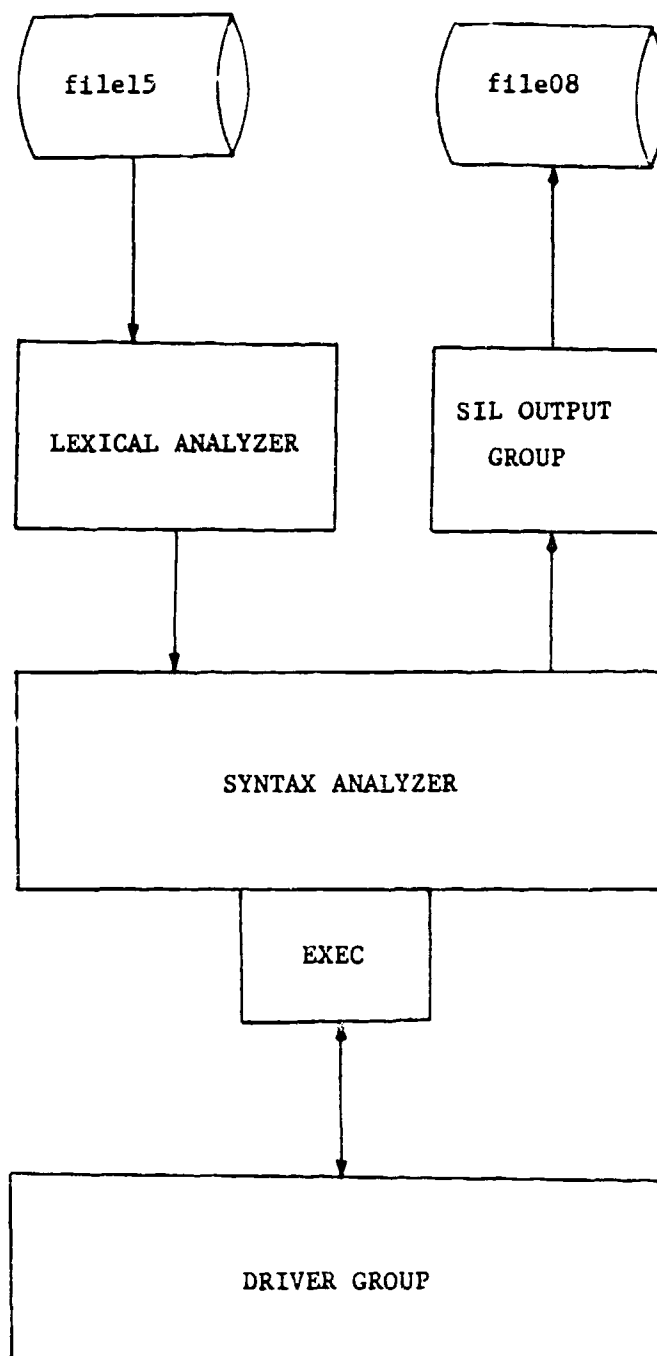 file15
file08
LEXICAL ANALYZER
SIL OUTPUT
GROUP
SYNTAX ANALYZER
EXEC
DRIVER GROUP